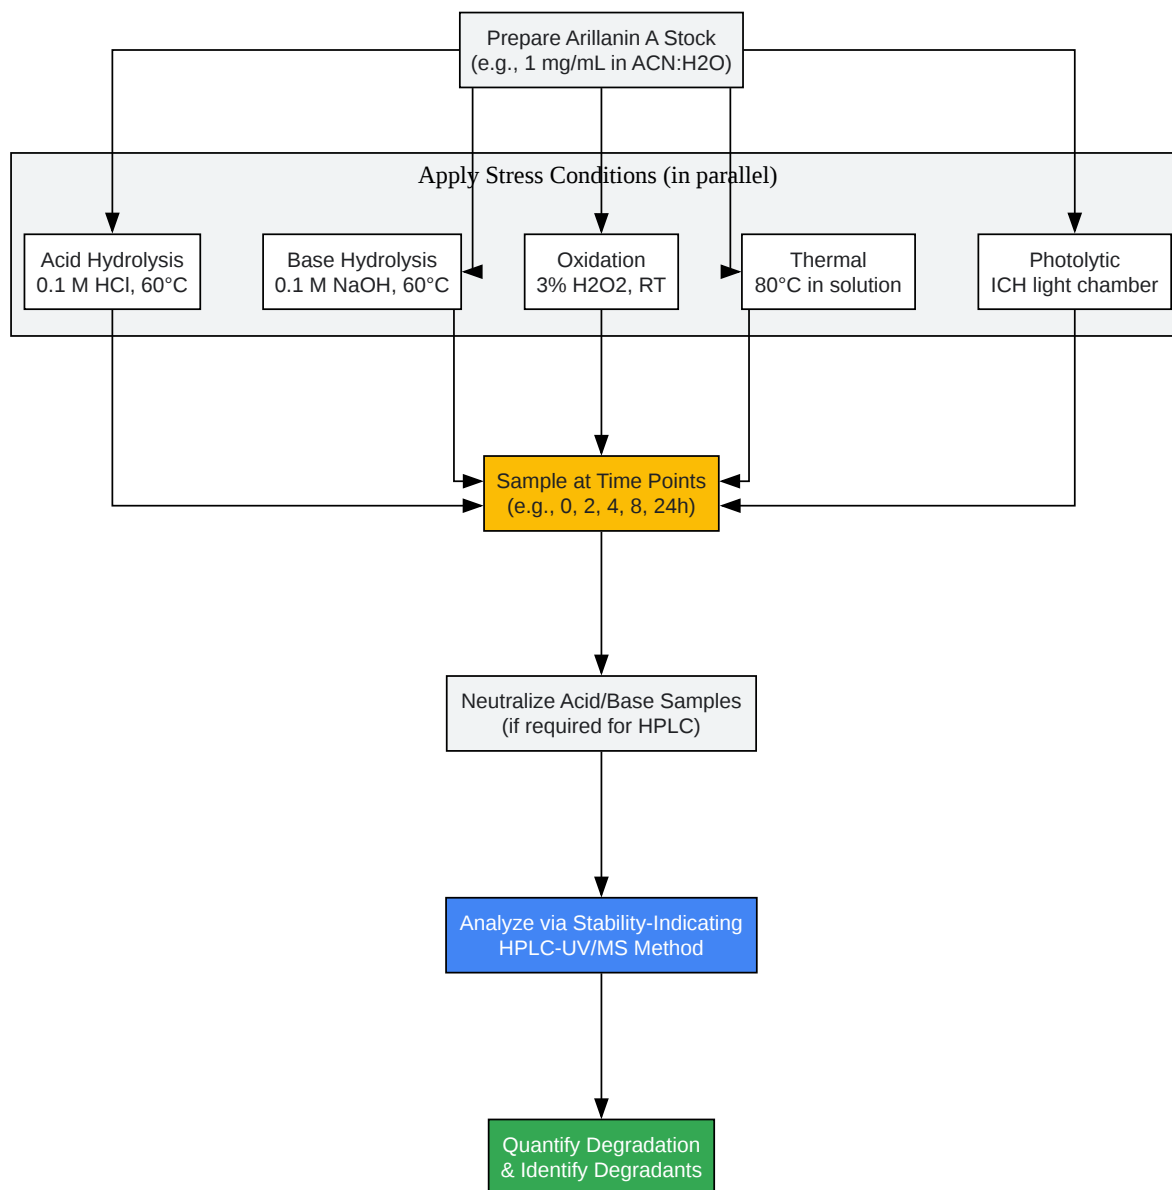 Prepare Arillanin A Stock
(e.g., 1 mg/mL in ACN:H2O)
Apply Stress Conditions (in parallel)
Acid Hydrolysis
0.1 M HCl, 60°C
Base Hydrolysis
0.1 M NaOH, 60°C
Oxidation
3% H2O2, RT
Thermal
80°C in solution
Photolytic
ICH light chamber
Sample at Time Points
(e.g., 0, 2, 4, 8, 24h)
Neutralize Acid/Base Samples
(if required for HPLC)
Analyze via Stability-Indicating
HPLC-UV/MS Method
Quantify Degradation
& Identify Degradants